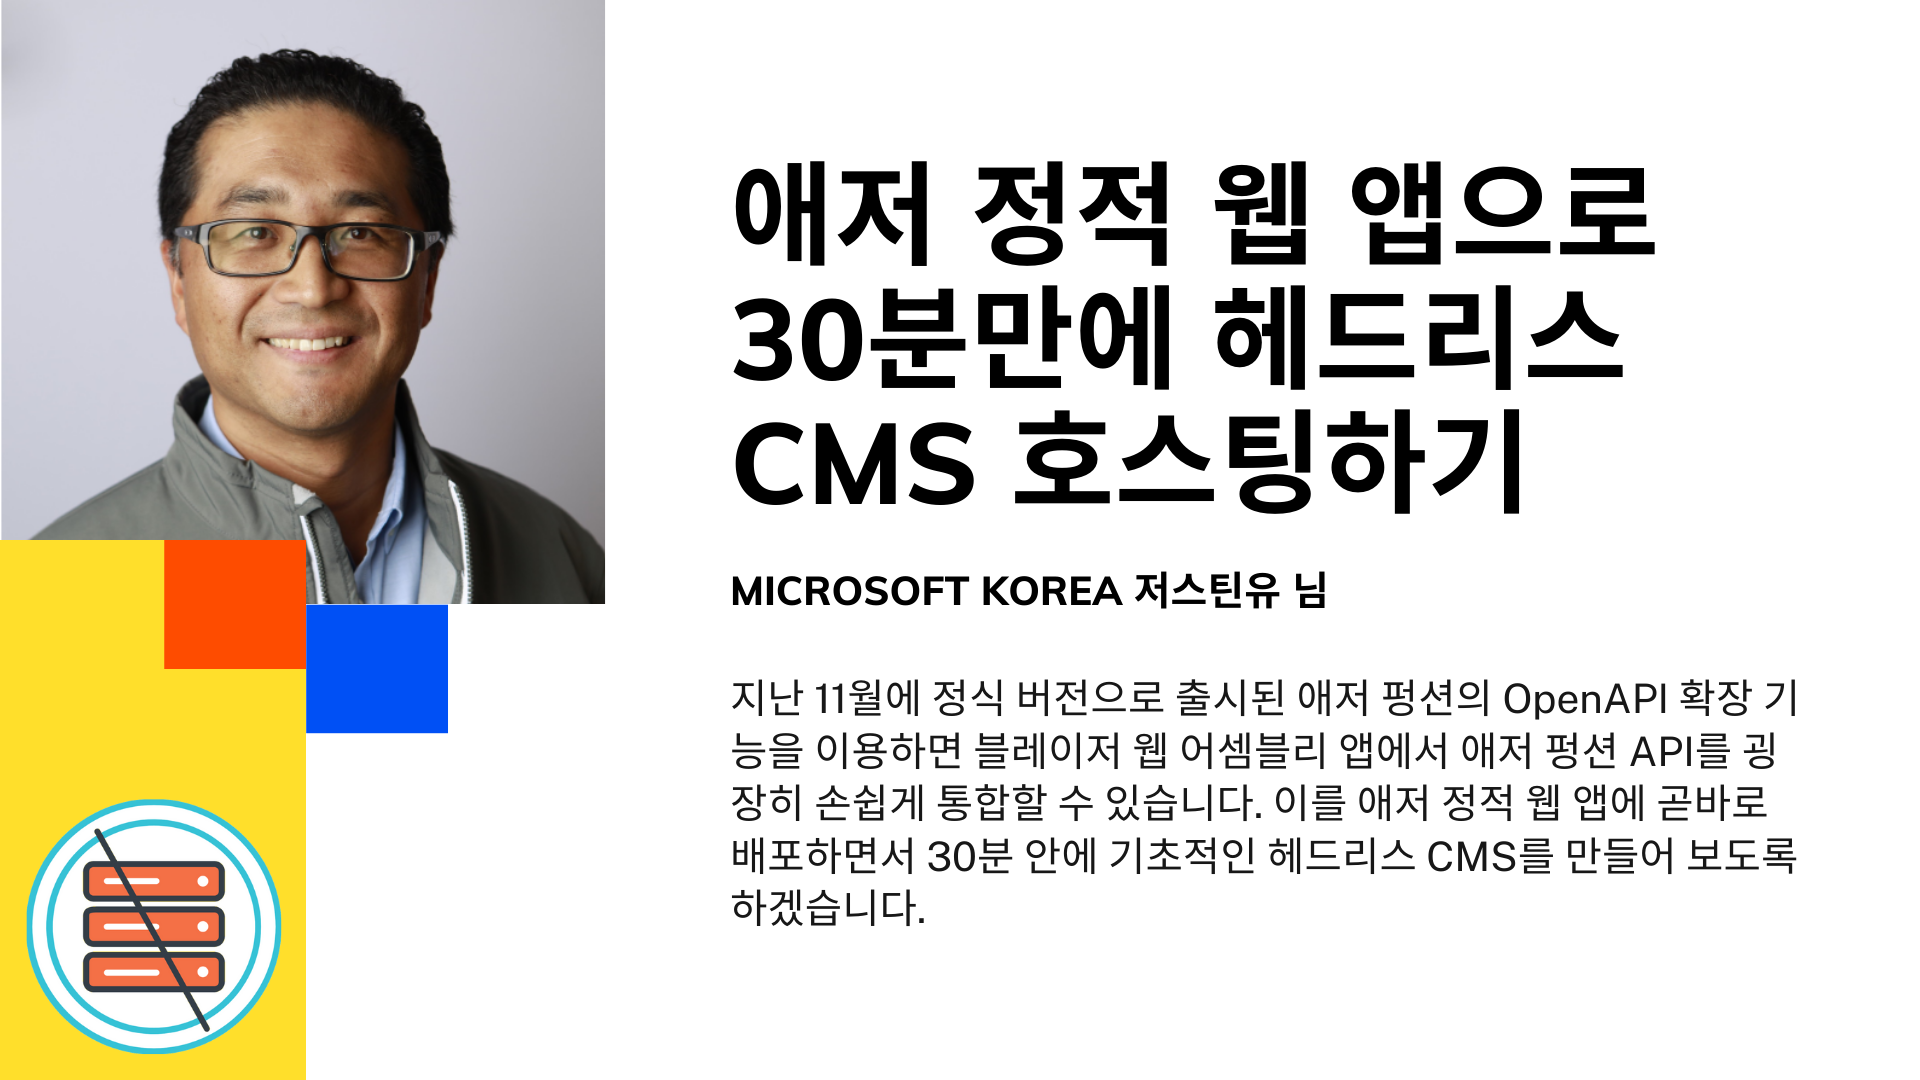 애저 정적 웹 앱으로
30분만에 헤드리스
CMS 호스팅하기
MICROSOFT KOREA 저스틴유 님
지난 11월에 정식 버전으로 출시된 애저 펑션의 OpenAPI 확장 기
능을 이용하면 블레이저 웹 어셈블리 앱에서 애저 펑션 API를 굉
장히 손쉽게 통합할 수 있습니다. 이를 애저 정적 웹 앱에 곧바로
배포하면서 30분 안에 기초적인 헤드리스 CMS를 만들어 보도록
하겠습니다.